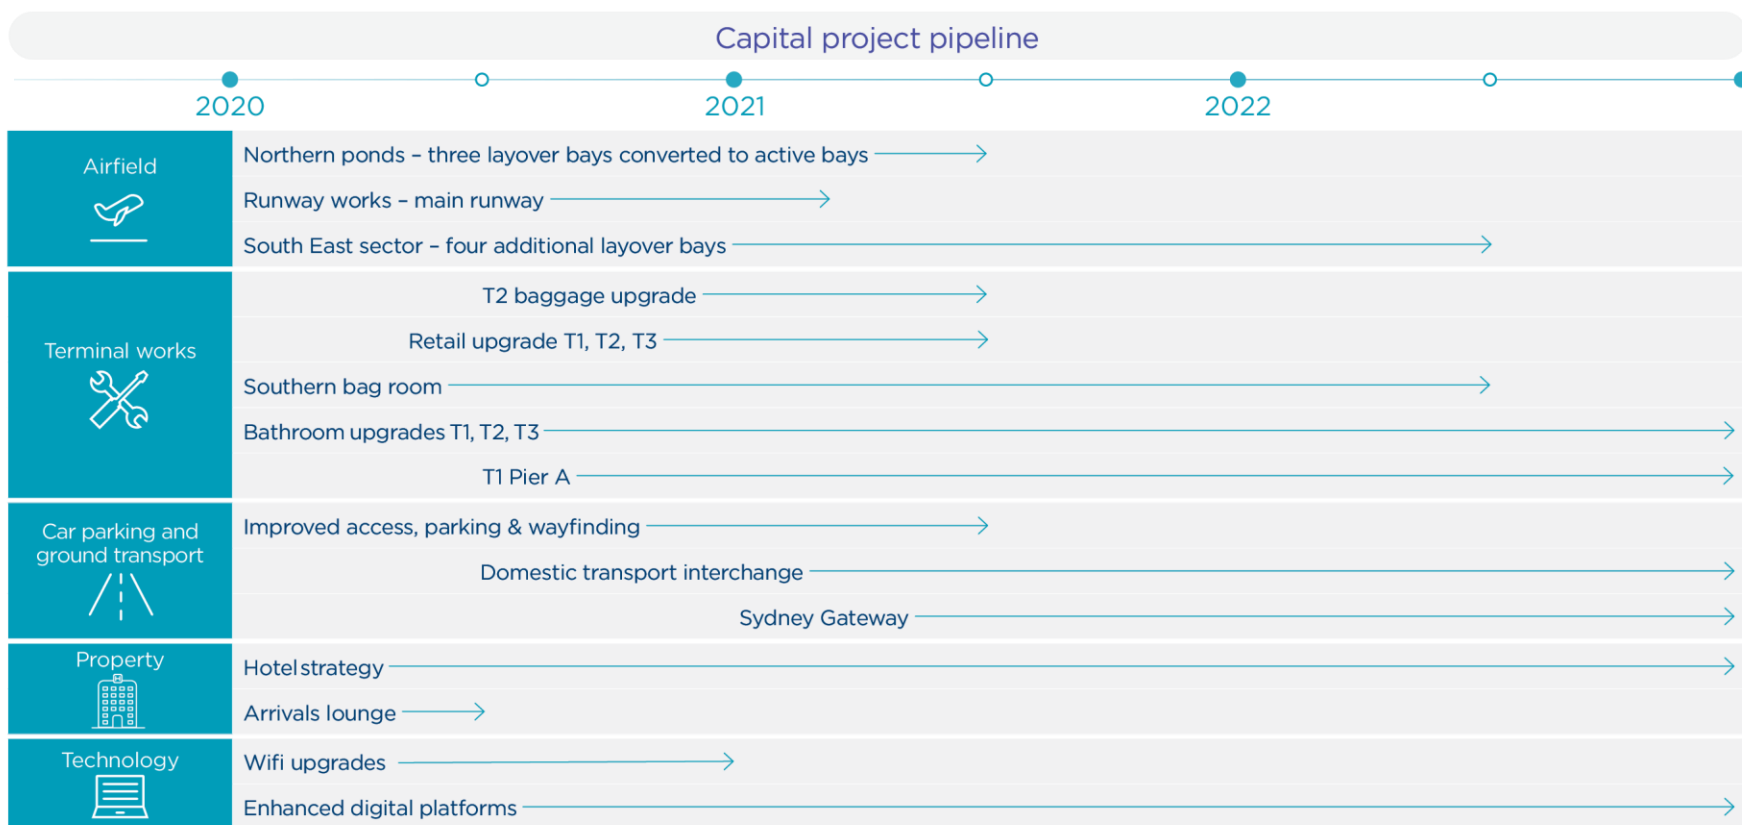 Capital project pipeline
2020 2021 2022
Airfield
Northern ponds – three layover bays converted to active bays
Runway works – main runway
South East sector – four additional layover bays
Terminal works
T2 baggage upgrade
Retail upgrade T1, T2, T3
Southern bag room
Bathroom upgrades T1, T2, T3
T1 Pier A
Car parking and
ground transport
Improved access, parking & wayfinding
Domestic transport interchange
Sydney Gateway
Property
Hotel strategy
Arrivals lounge
Technology
Wifi upgrades
Enhanced digital platforms